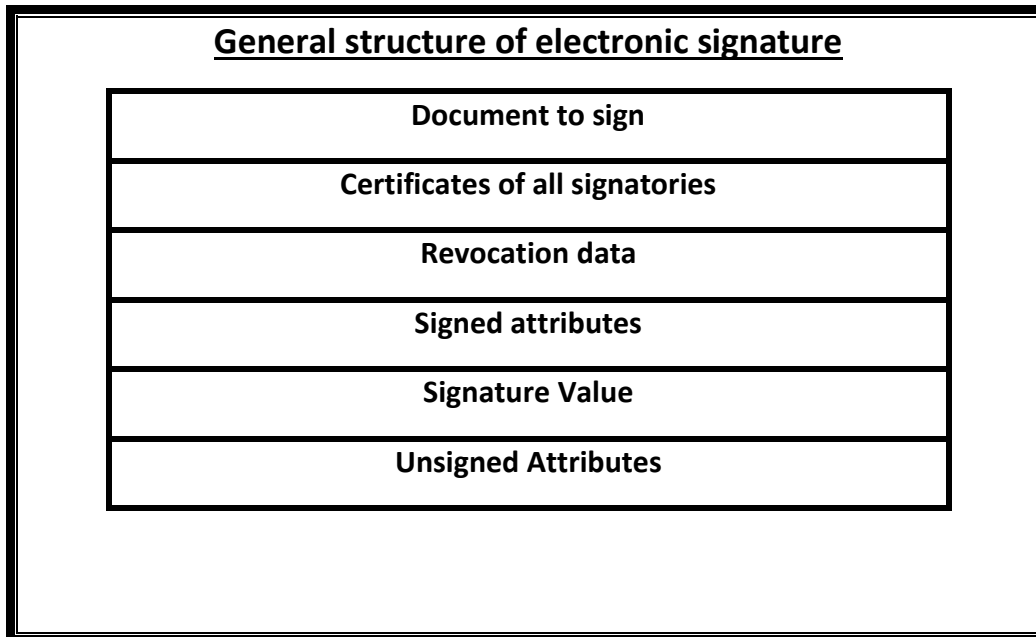 General structure of electronic signature
Document to sign
Certificates of all signatories
Revocation data
Signed attributes
Signature Value
Unsigned Attributes